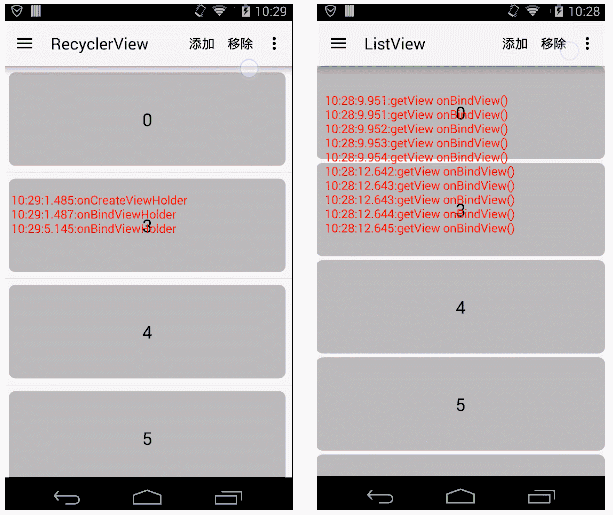 10:29
RecyclerView 添加 移除
0
10:29:1.485:onCreateViewHolder
10:29:1.487:onBindViewHolder
10:29:5.145:onBindViewHolder
3
4
5
10:28
ListView 添加 移除
10:28:9.951:getView onBindView()
10:28:9.951:getView onBindView()
0
10:28:9.952:getView onBindView()
10:28:9.953:getView onBindView()
10:28:9.954:getView onBindView()
10:28:12.642:getView onBindView()
10:28:12.643:getView onBindView()
10:28:12.643:getView onBindView()
3
10:28:12.644:getView onBindView()
10:28:12.645:getView onBindView()
4
5